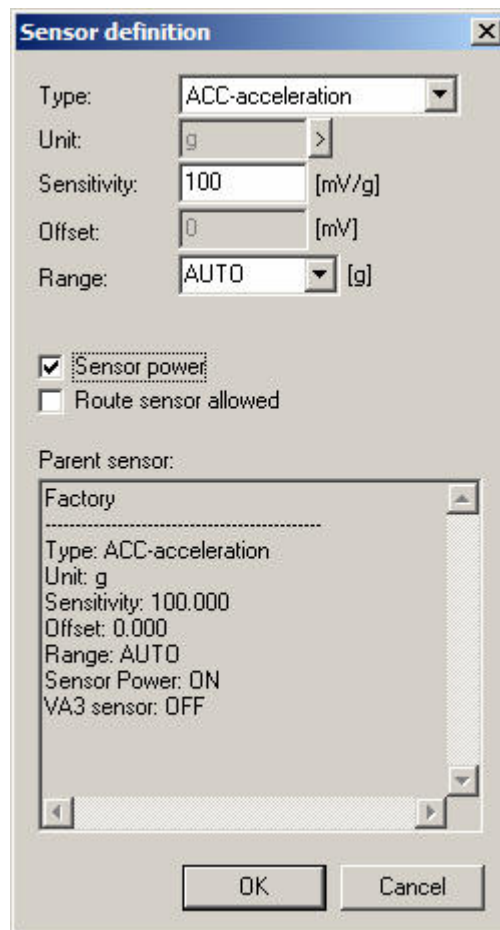 Sensor definition
Type: ACC-acceleration
Unit: g >
Sensitivity: 100 [mV/g]
Offset: 0 [mV]
Range: AUTO [g]
Sensor power
Route sensor allowed
Parent sensor:
Factory
-------------------------------------------
Type: ACC-acceleration
Unit: g
Sensitivity: 100.000
Offset: 0.000
Range: AUTO
Sensor Power: ON
VA3 sensor: OFF
OK Cancel